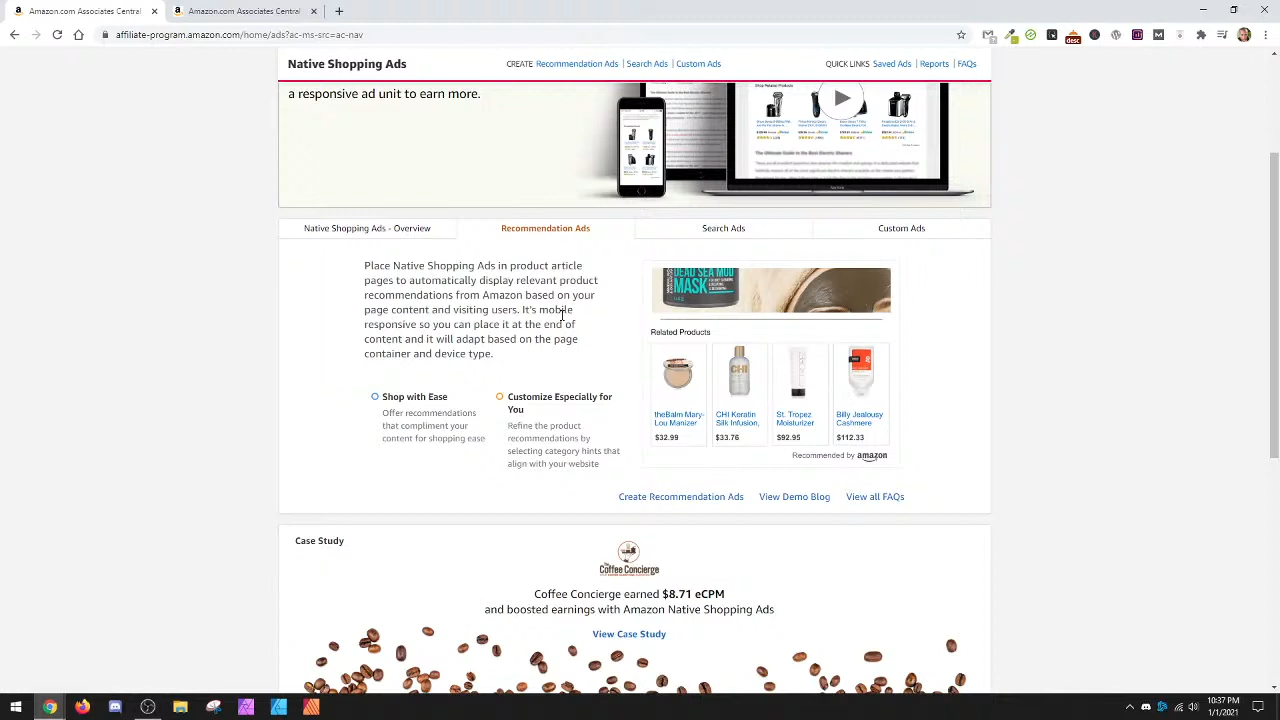 Amazon.com Associates Central
Amazon.com Associates Central
affiliate-program.amazon.com/home/ads?ac-ms-src=ac-nav
desc
Native Shopping Ads
CREATE Recommendation Ads | Search Ads | Custom Ads
QUICK LINKS Saved Ads | Reports | FAQs
a responsive ad unit to earn more.
Native Shopping Ads - Overview
Recommendation Ads
Search Ads
Custom Ads
Place Native Shopping Ads in product article
pages to automatically display relevant product
recommendations from Amazon based on your
page content and visiting users. It's mobile
responsive so you can place it at the end of
content and it will adapt based on the page
container and device type.
Shop with Ease
Offer recommendations
that compliment your
content for shopping ease
Customize Especially for
You
Refine the product
recommendations by
selecting category hints that
align with your website
DEAD SEA MUD
MASK
Related Products
theBalm Mary-
Lou Manizer
$32.99
CHI
CHI Keratin
Silk Infusion,
$33.76
St. Tropez
Moisturizer
$92.95
Billy Jealousy
Cashmere
$112.33
Recommended by amazon
Create Recommendation Ads
View Demo Blog
View all FAQs
Case Study
The
Coffee Concierge
Coffee Concierge earned $8.71 eCPM
and boosted earnings with Amazon Native Shopping Ads
View Case Study
10:37 PM
1/1/2021